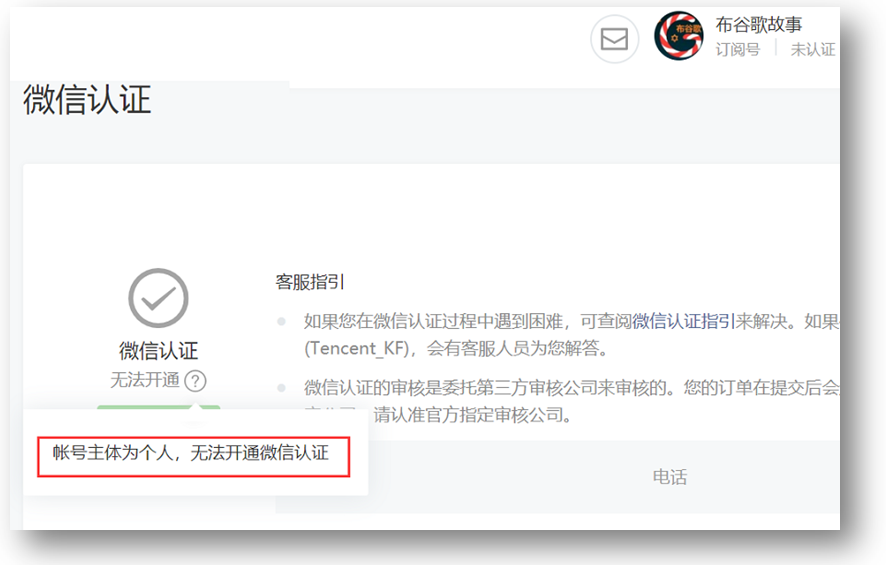 布谷歌
布谷歌故事
订阅号
未认证
微信认证
客服指引
如果您在微信认证过程中遇到困难，可查阅微信认证指引来解决。如果
(Tencent_KF)，会有客服人员为您解答。
微信认证
无法开通 ?
微信认证的审核是委托第三方审核公司来审核的。您的订单在提交后会
请认准官方指定审核公司。
帐号主体为个人，无法开通微信认证
电话